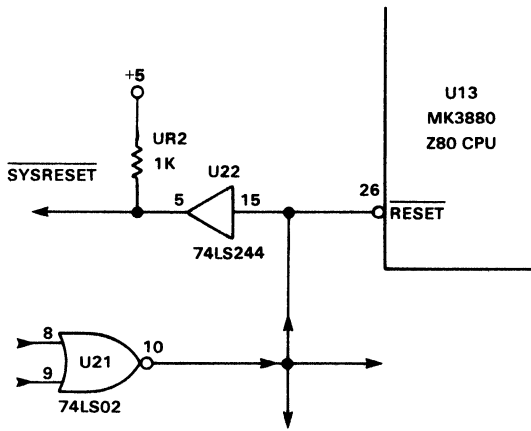 +5
UR2
1K
U13
MK3880
Z80 CPU
SYSRESET
U22
5
15
26
RESET
74LS244
8
9
U21
10
74LS02